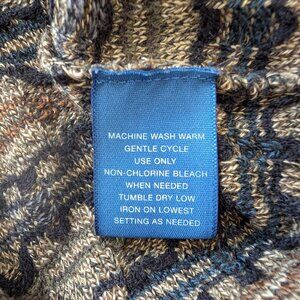 MACHINE WASH WARM
GENTLE CYCLE
USE ONLY
NON-CHLORINE BLEACH
WHEN NEEDED
TUMBLE DRY LOW
IRON ON LOWEST
SETTING AS NEEDED